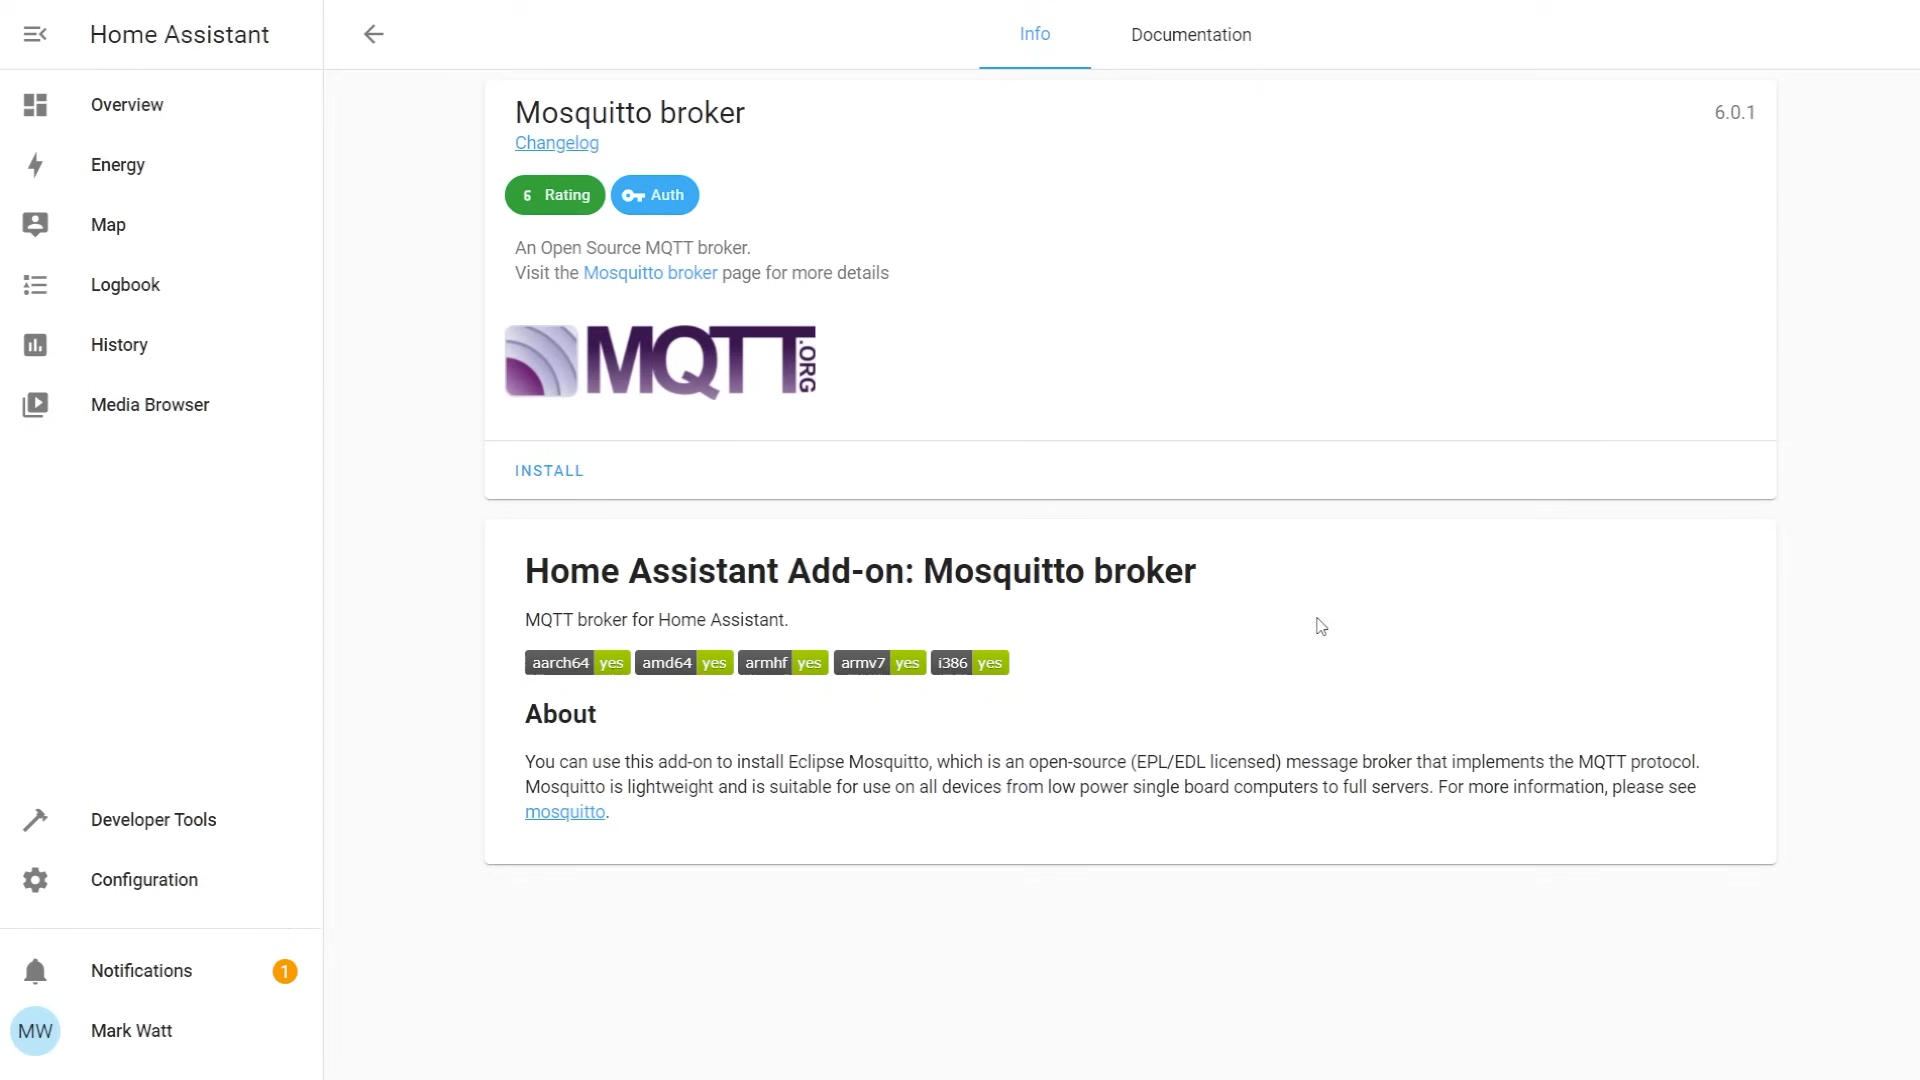 Home Assistant
Info
Documentation
Overview
Energy
Map
Logbook
History
Media Browser
Developer Tools
Configuration
Notifications
1
MW
Mark Watt
Mosquitto broker
6.0.1
Changelog
6 Rating
Auth
An Open Source MQTT broker.
Visit the Mosquitto broker page for more details
MQTT.ORG
INSTALL
Home Assistant Add-on: Mosquitto broker
MQTT broker for Home Assistant.
aarch64 yes amd64 yes armhf yes armv7 yes i386 yes
About
You can use this add-on to install Eclipse Mosquitto, which is an open-source (EPL/EDL licensed) message broker that implements the MQTT protocol.
Mosquitto is lightweight and is suitable for use on all devices from low power single board computers to full servers. For more information, please see
mosquitto.